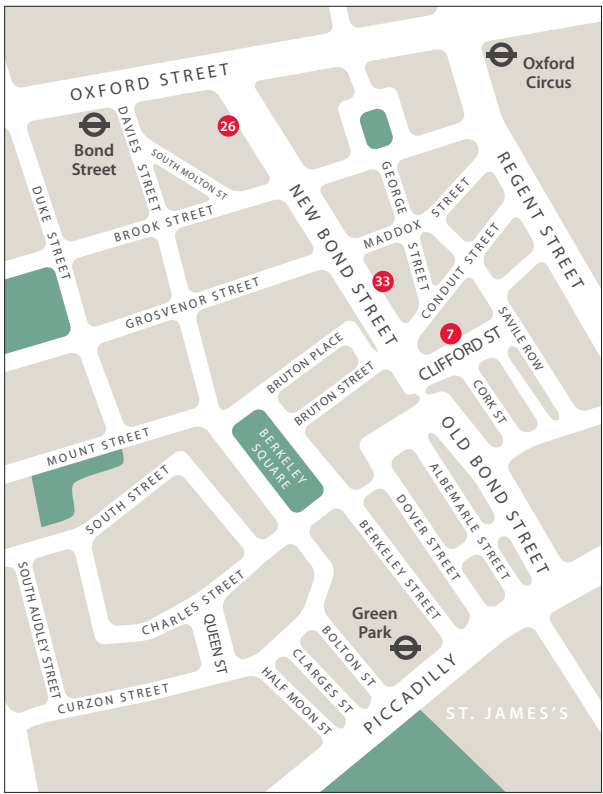 OXFORD STREET
Oxford
Circus
26
Bond
Street
DAVIES STREET
SOUTH MOLTON ST
DUKE STREET
BROOK STREET
GEORGE STREET
MADDOX STREET
REGENT STREET
NEW BOND STREET
CONDUIT STREET
33
GROSVENOR STREET
7
SAVILE ROW
CLIFFORD ST
BRUTON PLACE
BRUTON STREET
CORK ST
MOUNT STREET
BERKELEY
SQUARE
OLD BOND STREET
ALBEMARLE STREET
DOVER STREET
SOUTH STREET
BERKELEY STREET
SOUTH AUDLEY STREET
CHARLES STREET
QUEEN ST
Green
Park
BOLTON ST
CLARGES ST
HALF MOON ST
CURZON STREET
PICCADILLY
ST. JAMES'S